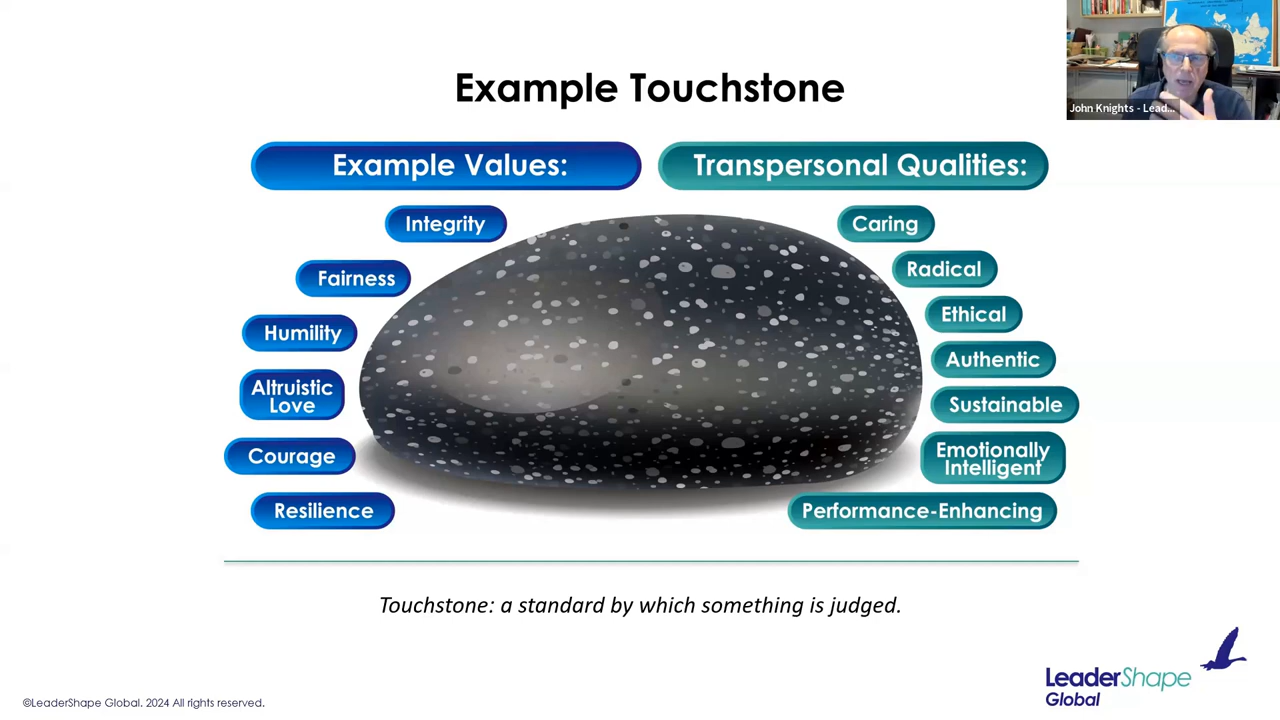 Example Touchstone
John Knights - Lead...
Example Values:
Transpersonal Qualities:
Integrity
Fairness
Humility
Altruistic
Love
Courage
Resilience
Caring
Radical
Ethical
Authentic
Sustainable
Emotionally
Intelligent
Performance-Enhancing
Touchstone: a standard by which something is judged.
LeaderShape
Global
©LeaderShape Global. 2024 All rights reserved.